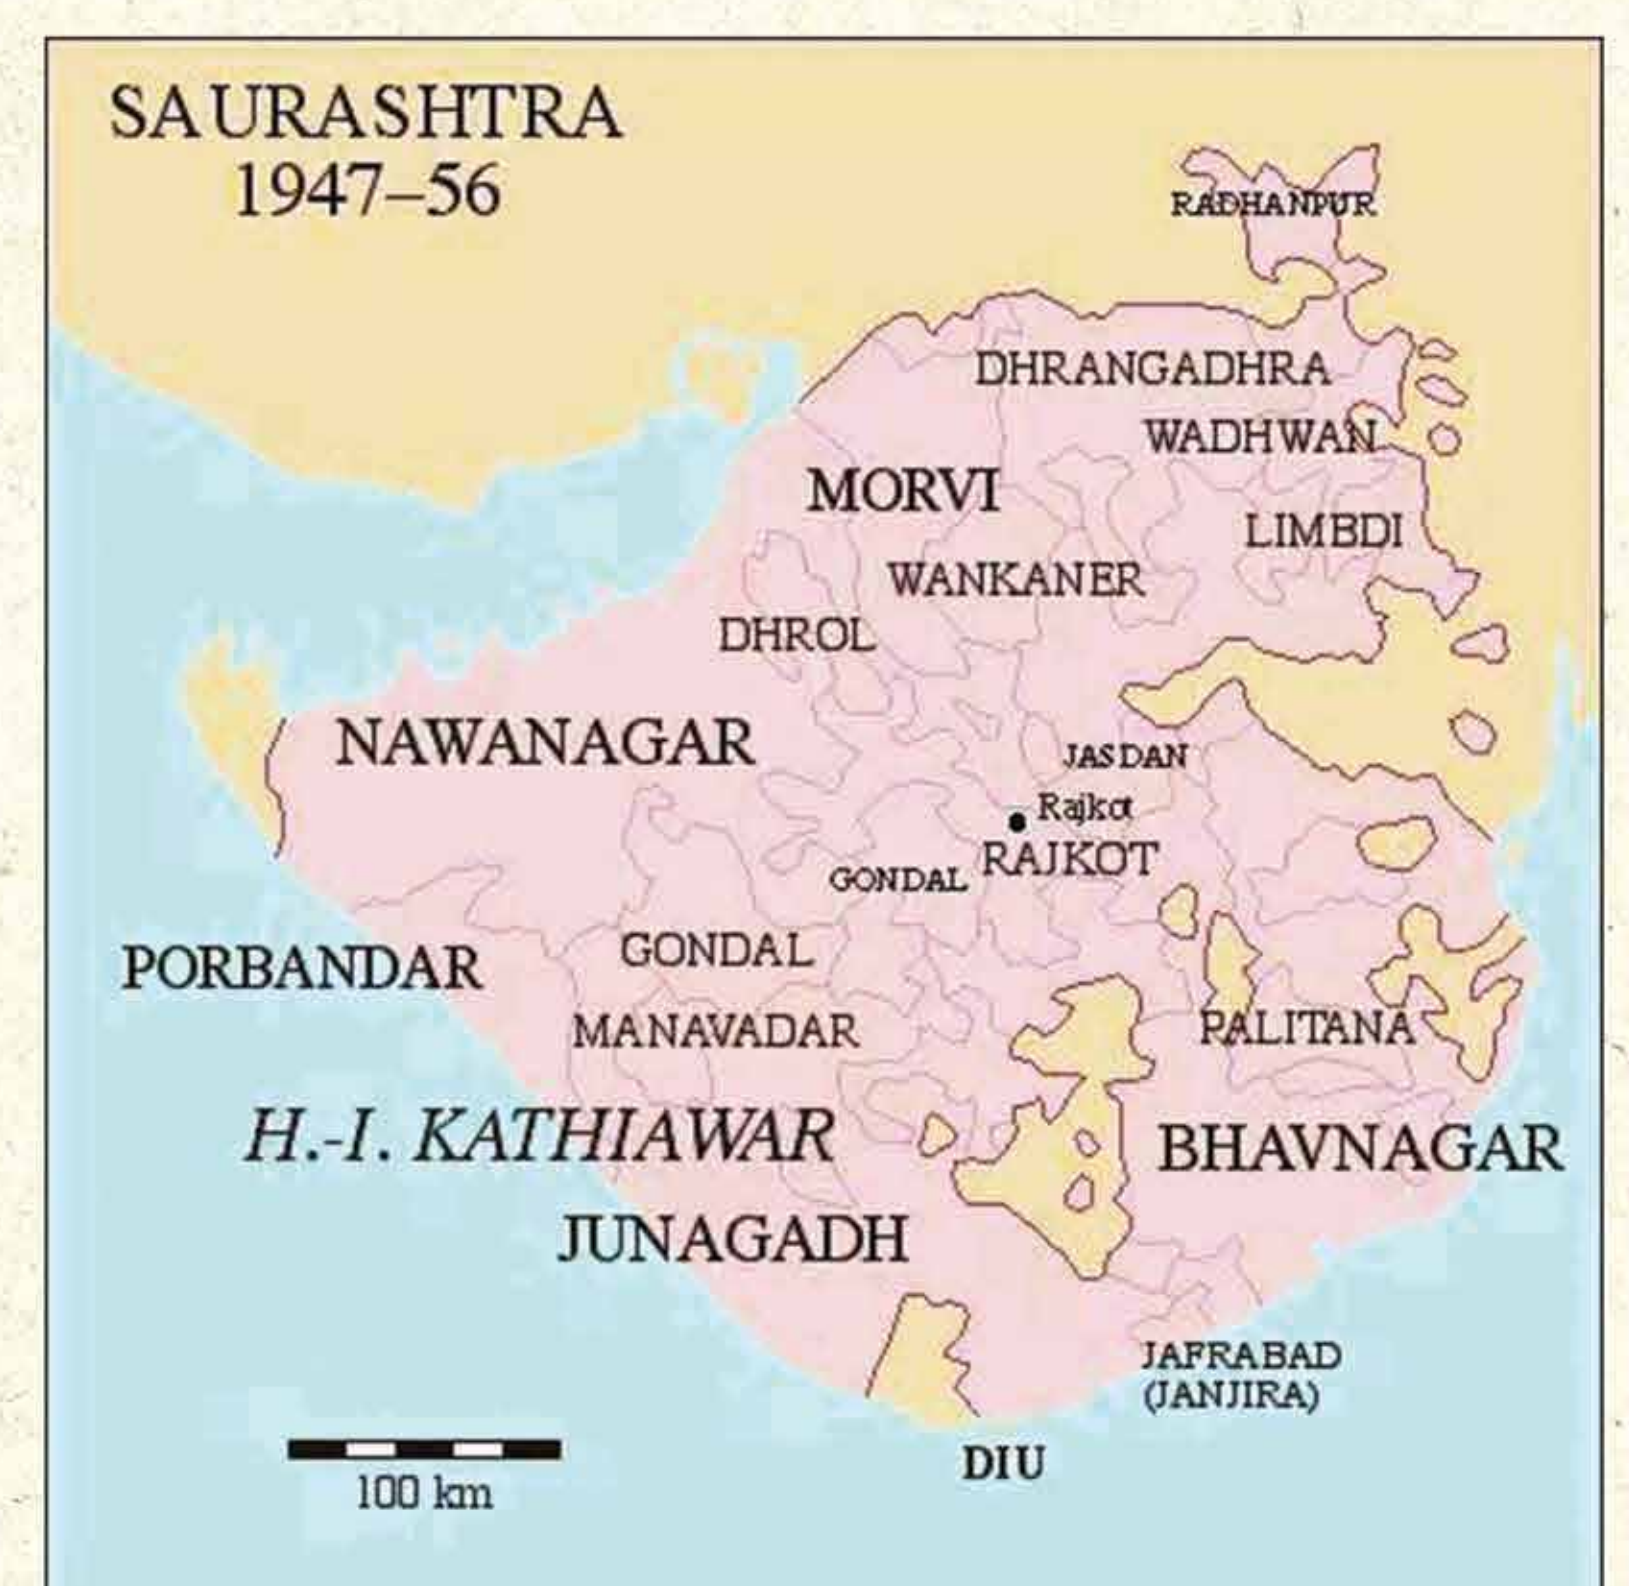 SAURASHTRA
1947–56
RADHANPUR
DHRANGADHRA
WADHWAN
MORVI
LIMBDI
WANKANER
DHROL
NAWANAGAR
JASDAN
Rajkot
RAJKOT
GONDAL
PORBANDAR
GONDAL
MANAVADAR
PALITANA
H.-I. KATHIAWAR
BHAVNAGAR
JUNAGADH
JAFRABAD
(JANJIRA)
DIU
100 km